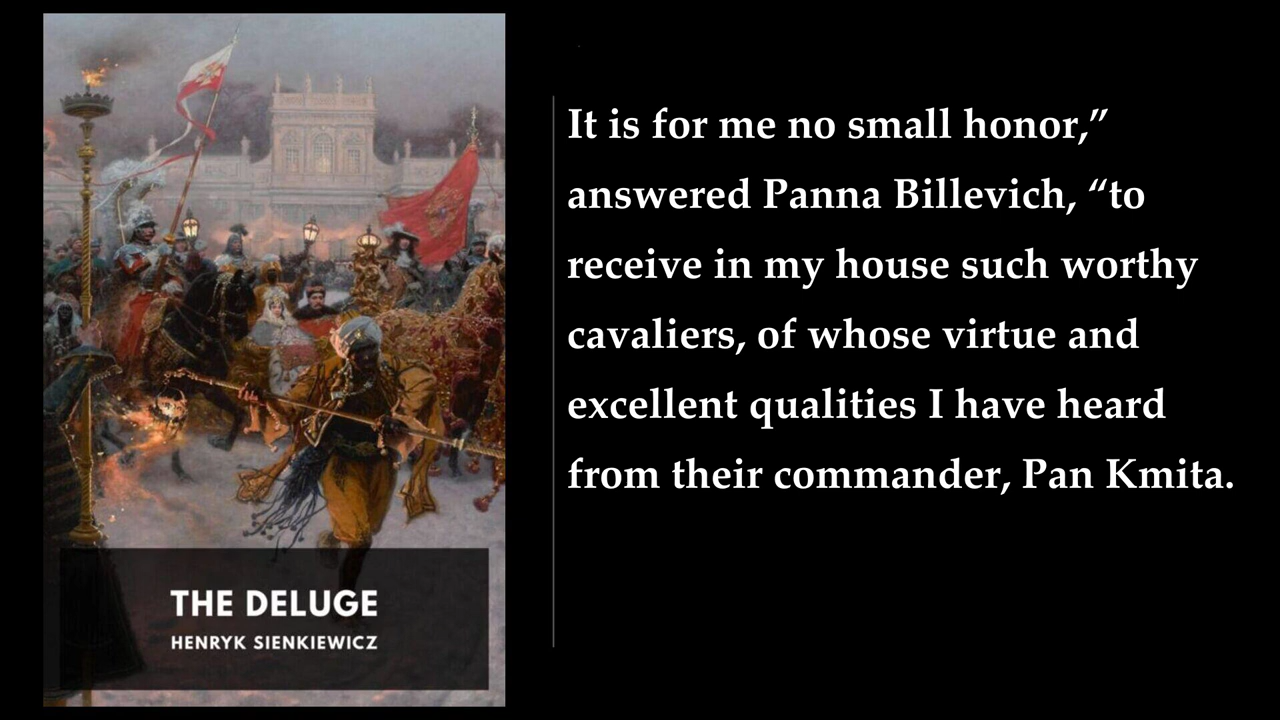 It is for me no small honor,”
answered Panna Billevich, “to
receive in my house such worthy
cavaliers, of whose virtue and
excellent qualities I have heard
from their commander, Pan Kmita.
THE DELUGE
HENRYK SIENKIEWICZ